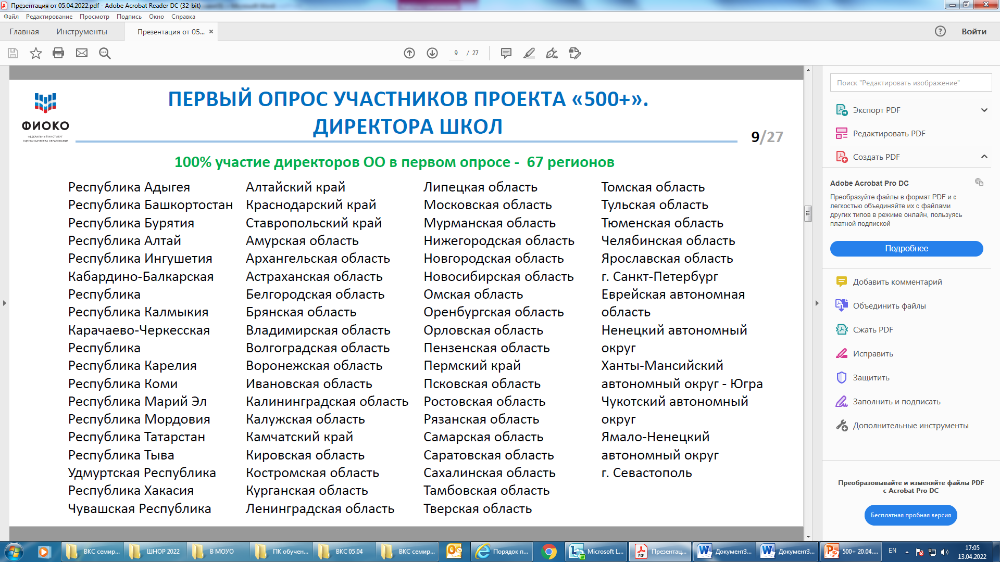 Презентация от 05.04.2022.pdf - Adobe Acrobat Reader DC (32-bit)
Файл Редактирование Просмотр Подпись Окно Справка
Главная Инструменты Презентация от 05... ×
Войти
9 / 27
ФИОКО
ФЕДЕРАЛЬНЫЙ ИНСТИТУТ
ОЦЕНКИ КАЧЕСТВА ОБРАЗОВАНИЯ
ПЕРВЫЙ ОПРОС УЧАСТНИКОВ ПРОЕКТА «500+».
ДИРЕКТОРА ШКОЛ
9/27
100% участие директоров ОО в первом опросе - 67 регионов
Республика Адыгея
Республика Башкортостан
Республика Бурятия
Республика Алтай
Республика Ингушетия
Кабардино-Балкарская
Республика
Республика Калмыкия
Карачаево-Черкесская
Республика
Республика Карелия
Республика Коми
Республика Марий Эл
Республика Мордовия
Республика Татарстан
Республика Тыва
Удмуртская Республика
Республика Хакасия
Чувашская Республика
Алтайский край
Краснодарский край
Ставропольский край
Амурская область
Архангельская область
Астраханская область
Белгородская область
Брянская область
Владимирская область
Волгоградская область
Воронежская область
Ивановская область
Калининградская область
Калужская область
Камчатский край
Кировская область
Костромская область
Курганская область
Ленинградская область
Липецкая область
Московская область
Мурманская область
Нижегородская область
Новгородская область
Новосибирская область
Омская область
Оренбургская область
Орловская область
Пензенская область
Пермский край
Псковская область
Ростовская область
Рязанская область
Самарская область
Саратовская область
Сахалинская область
Тамбовская область
Тверская область
Томская область
Тульская область
Тюменская область
Челябинская область
Ярославская область
г. Санкт-Петербург
Еврейская автономная
область
Ненецкий автономный
округ
Ханты-Мансийский
автономный округ - Югра
Чукотский автономный
округ
Ямало-Ненецкий
автономный округ
г. Севастополь
Поиск "Редактировать изображение"
Экспорт PDF
Редактировать PDF
Создать PDF
Adobe Acrobat Pro DC
Преобразуйте файлы в формат PDF и с
легкостью объединяйте их с файлами
других типов в режиме онлайн, пользуясь
платной подпиской
Подробнее
Добавить комментарий
Объединить файлы
Сжать PDF
Исправить
Защитить
Заполнить и подписать
Дополнительные инструменты
Преобразовывайте и изменяйте файлы PDF
с Acrobat Pro DC
Бесплатная пробная версия
ВКС семир... ШНОР 2022 В МОУО ПК обучен... ВКС 05.04 ВКС семир... Порядок п... Microsoft L... Презентац... Документ3... Документ3... 500+ 20.04.... EN
17:05
13.04.2022